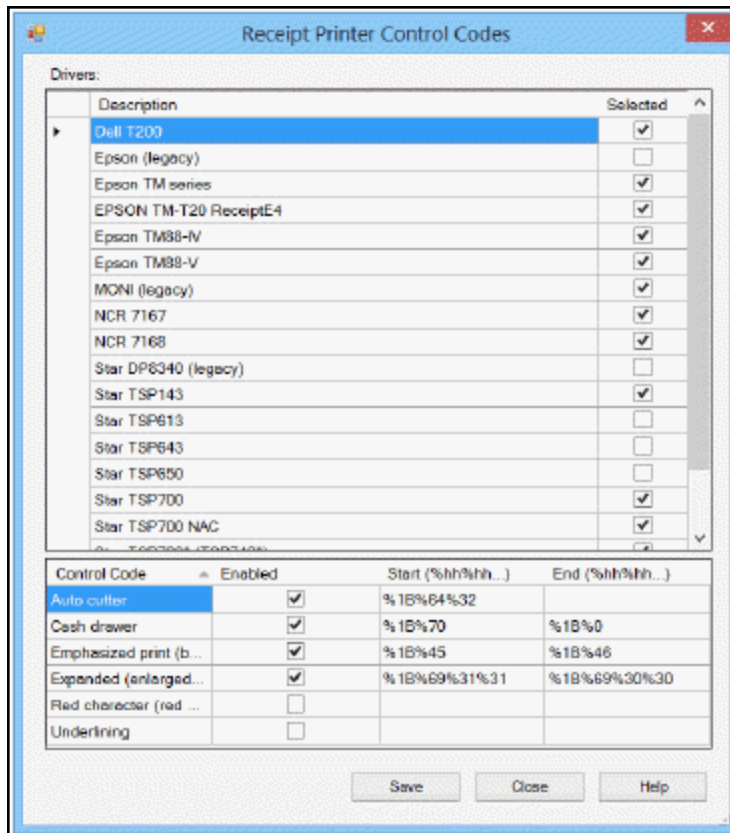 Receipt Printer Control Codes
Drivers:
Description Selected
Dell T200
Epson (legacy)
Epson TM series
EPSON TM-T20 ReceiptE4
Epson TM88-IV
Epson TM88-V
MONI (legacy)
NCR 7167
NCR 7168
Star DP8340 (legacy)
Star TSP143
Star TSP613
Star TSP643
Star TSP650
Star TSP700
Star TSP700 NAC
Control Code Enabled Start (%hh%hh...) End (%hh%hh...)
Auto cutter %1B%64%32
Cash drawer %1B%70 %1B%0
Emphasized print (b... %1B%45 %1B%46
Expanded (enlarged... %1B%69%31%31 %1B%69%30%30
Red character (red ...
Underlining
Save Close Help